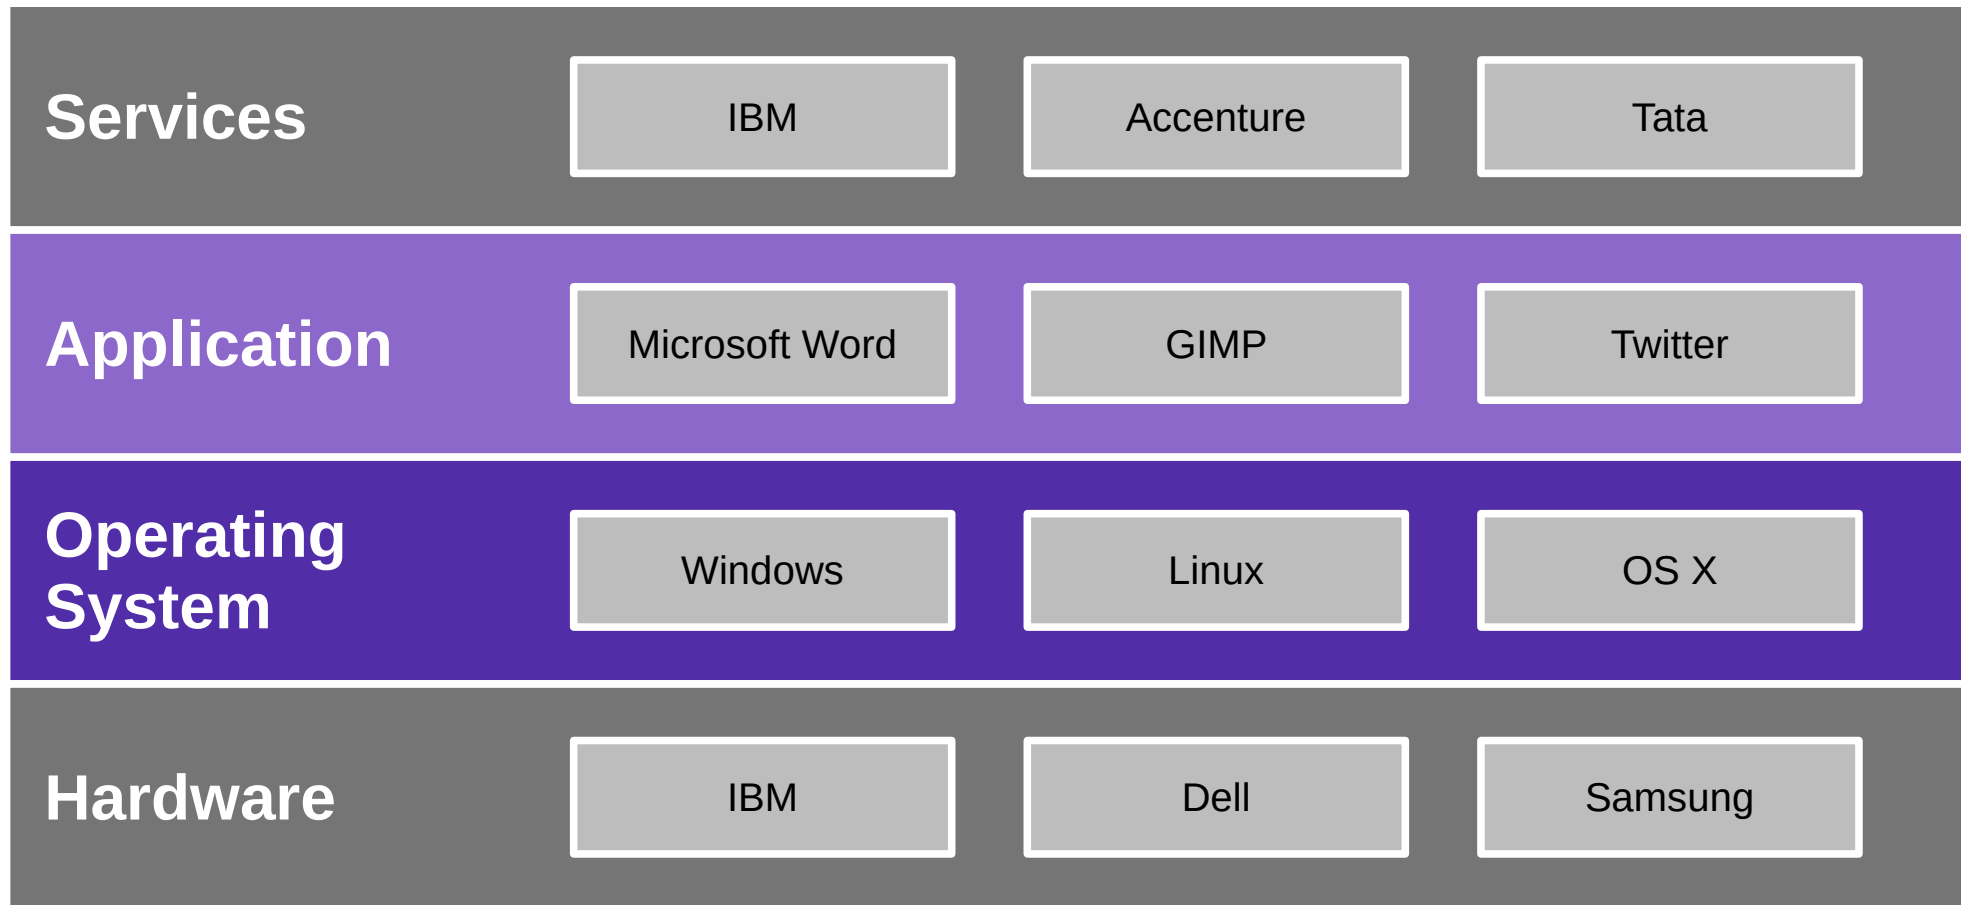 Services
IBM
Accenture
Tata
Application
Microsoft Word
GIMP
Twitter
Operating
System
Windows
Linux
OS X
Hardware
IBM
Dell
Samsung